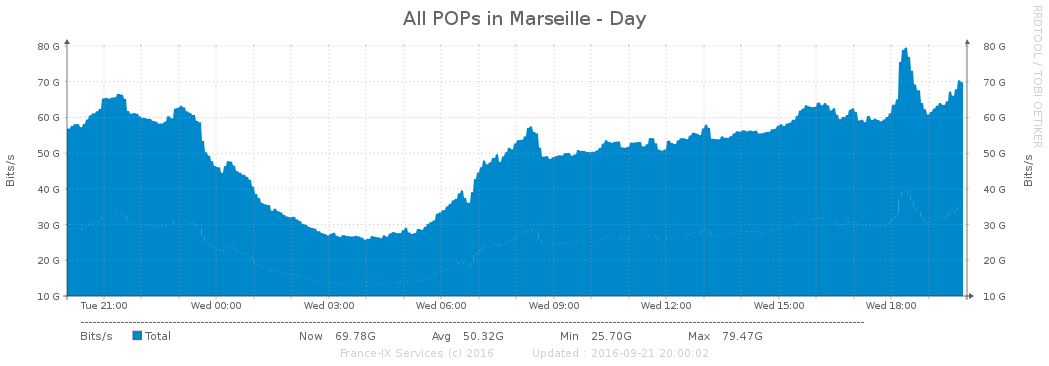 All POPs in Marseille - Day
RRDTOOL / TOBI OETIKER
80 G 80 G
70 G 70 G
60 G 60 G
50 G 50 G
40 G 40 G
30 G 30 G
20 G 20 G
10 G 10 G
Bits/s
Bits/s
Tue 21:00 Wed 00:00 Wed 03:00 Wed 06:00 Wed 09:00 Wed 12:00 Wed 15:00 Wed 18:00
Bits/s Total Now 69.78G Avg 50.32G Min 25.70G Max 79.47G
France-IX Services (c) 2016 Updated : 2016-09-21 20:00:02